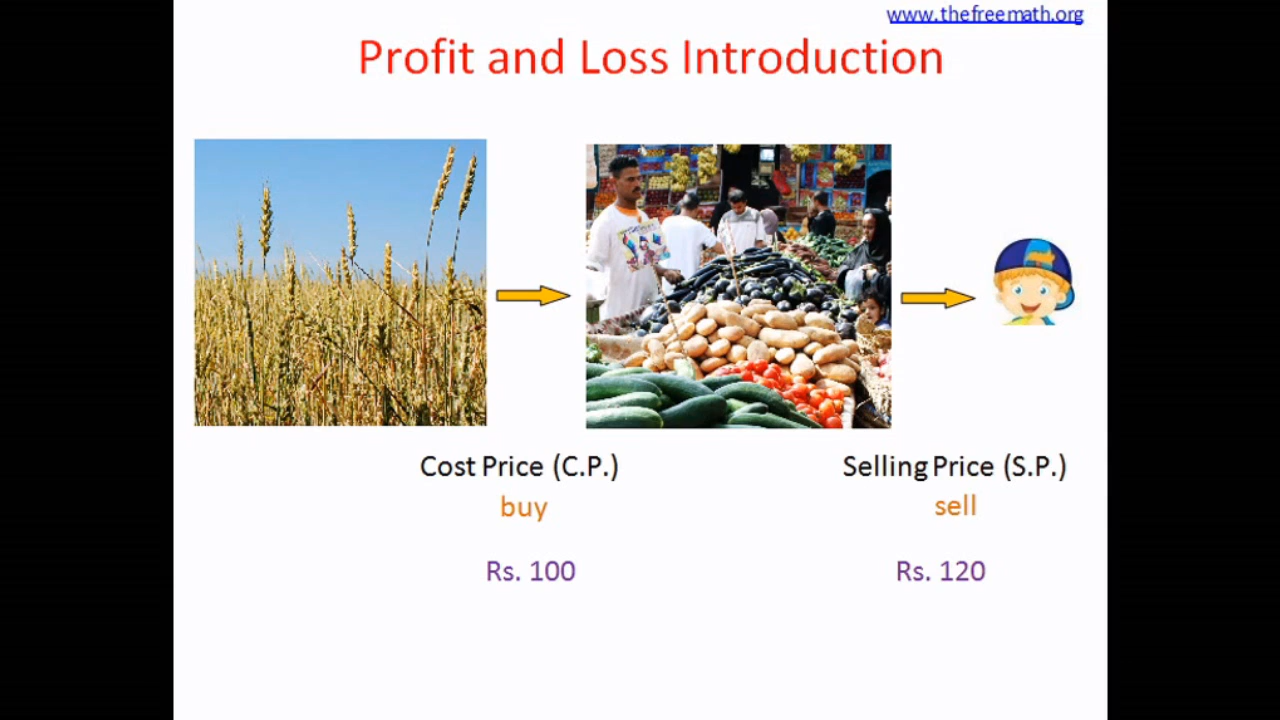 www.thefreemath.org
Profit and Loss Introduction
Cost Price (C.P.)
Selling Price (S.P.)
buy
sell
Rs. 100
Rs. 120